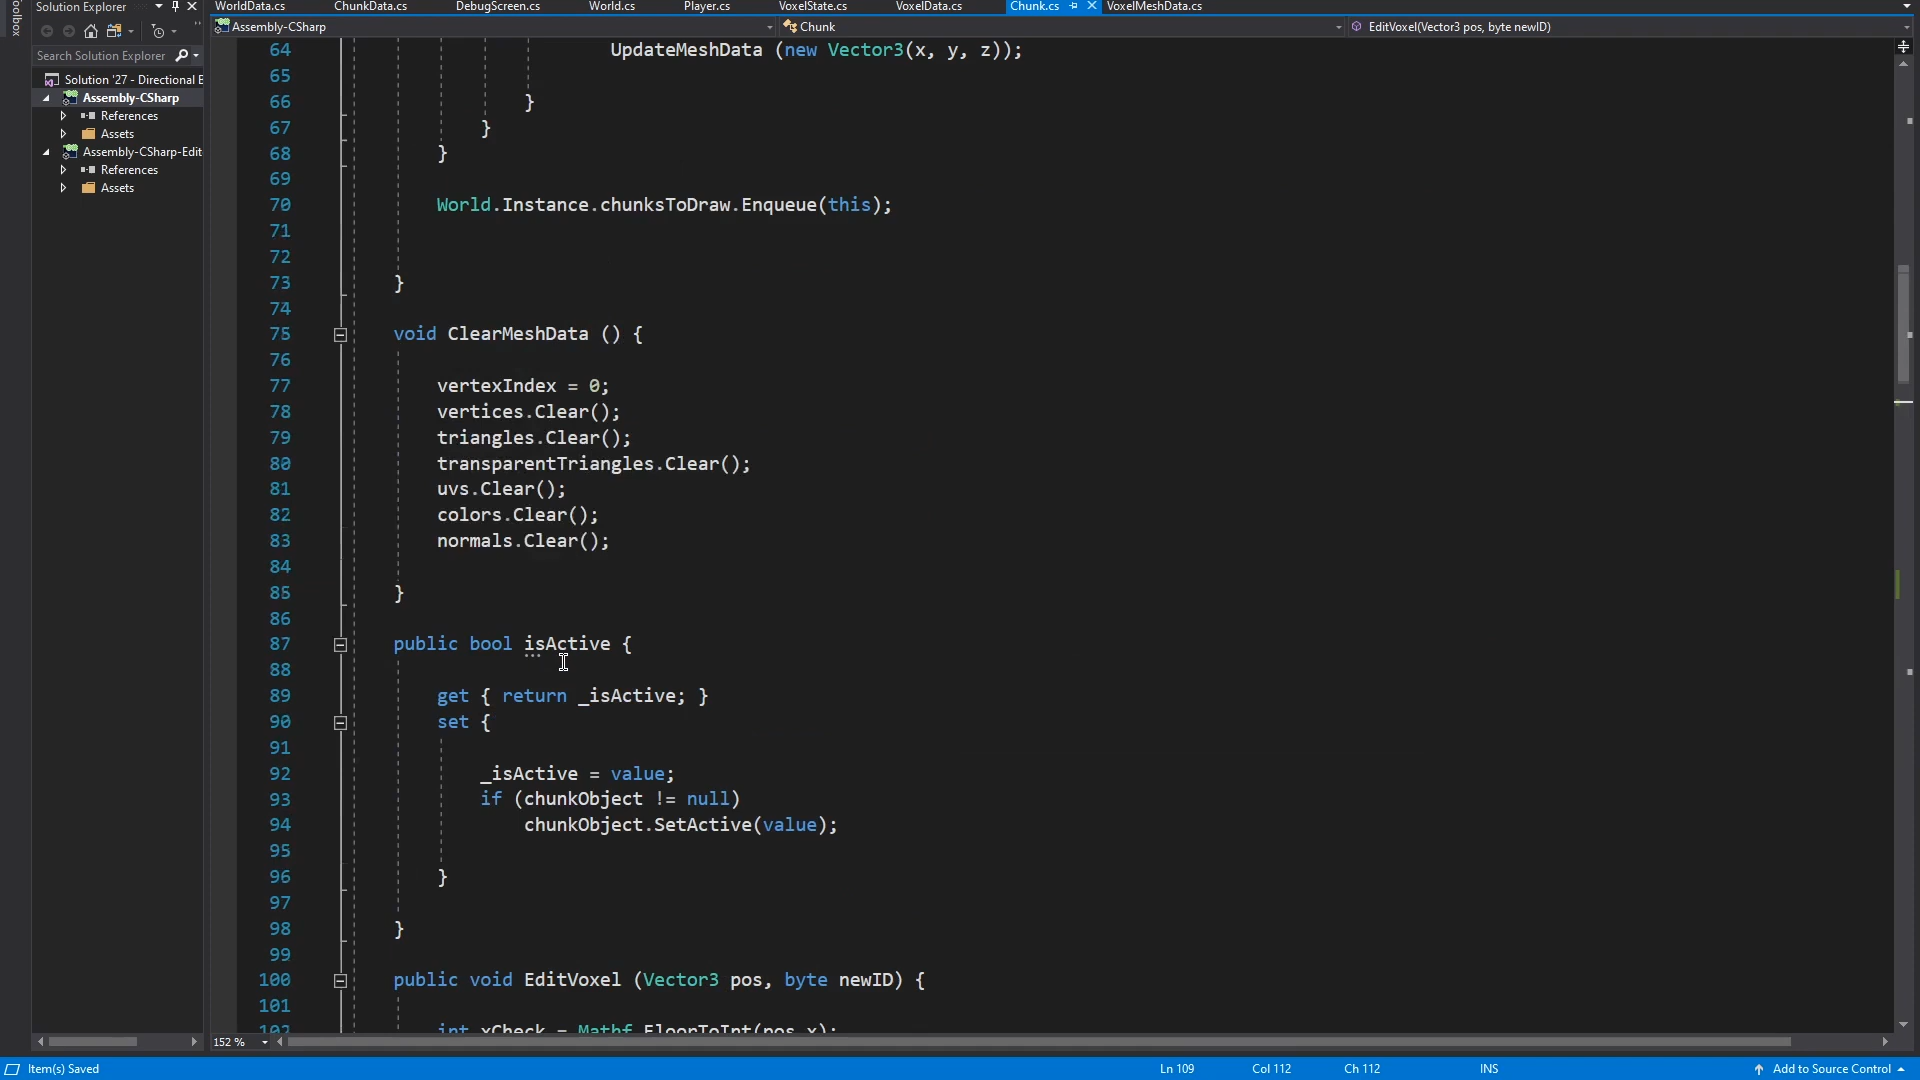 Solution Explorer
WorldData.cs ChunkData.cs DebugScreen.cs World.cs Player.cs VoxelState.cs VoxelData.cs Chunk.cs VoxelMeshData.cs
Toolbox
Assembly-CSharp Chunk EditVoxel(Vector3 pos, byte newID)
Search Solution Explorer
Solution '27 - Directional E
Assembly-CSharp
References
Assets
Assembly-CSharp-Edit
References
Assets
64 UpdateMeshData (new Vector3(x, y, z));
65
66 }
67 }
68 }
69
70 World.Instance.chunksToDraw.Enqueue(this);
71
72
73 }
74
75 void ClearMeshData () {
76
77 vertexIndex = 0;
78 vertices.Clear();
79 triangles.Clear();
80 transparentTriangles.Clear();
81 uvs.Clear();
82 colors.Clear();
83 normals.Clear();
84
85 }
86
87 public bool isActive {
88
89 get { return _isActive; }
90 set {
91
92 _isActive = value;
93 if (chunkObject != null)
94 chunkObject.SetActive(value);
95
96 }
97
98 }
99
100 public void EditVoxel (Vector3 pos, byte newID) {
101
102 int xCheck = Mathf.FloorToInt(pos.x);
152 %
Item(s) Saved Ln 109 Col 112 Ch 112 INS Add to Source Control